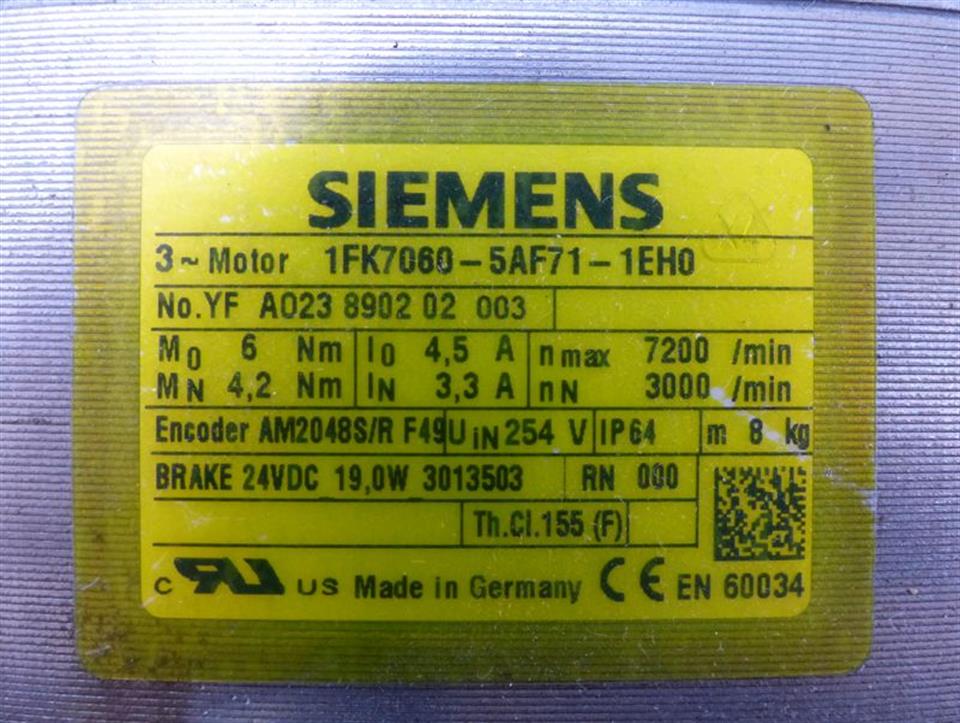 SIEMENS
3~Motor 1FK7060-5AF71-1EH0
No.YF A023 8902 02 003
M0 6 Nm I0 4,5 A n max 7200 /min
MN 4,2 Nm IN 3,3 A nN 3000 /min
Encoder AM2048S/R F49 UIN 254 V IP64 m 8 kg
BRAKE 24VDC 19,0W 3013503 RN 000
Th.Cl.155 (F)
C RU US Made in Germany CE EN 60034